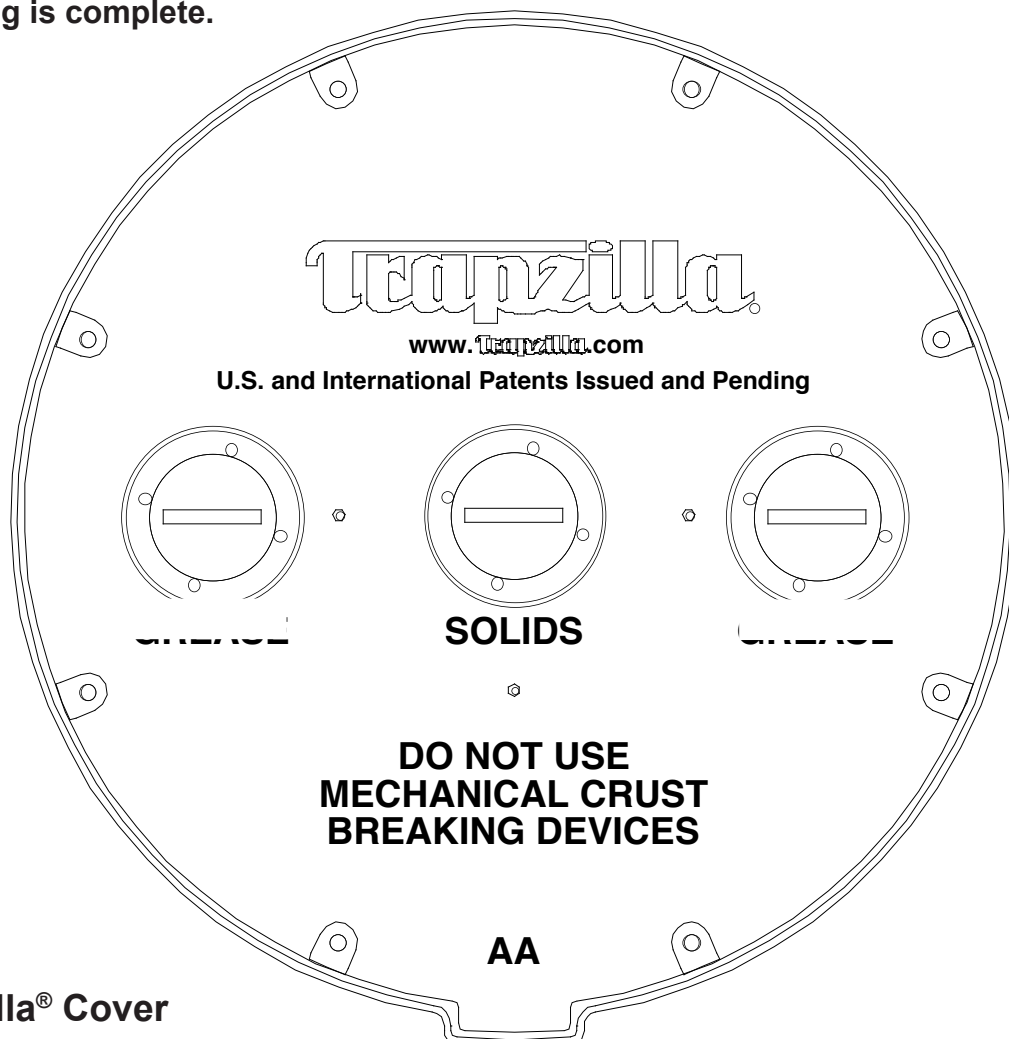 g is complete.
Trapzilla®
www.Trapzilla.com
U.S. and International Patents Issued and Pending
SOLIDS
DO NOT USE
MECHANICAL CRUST
BREAKING DEVICES
AA
lla® Cover